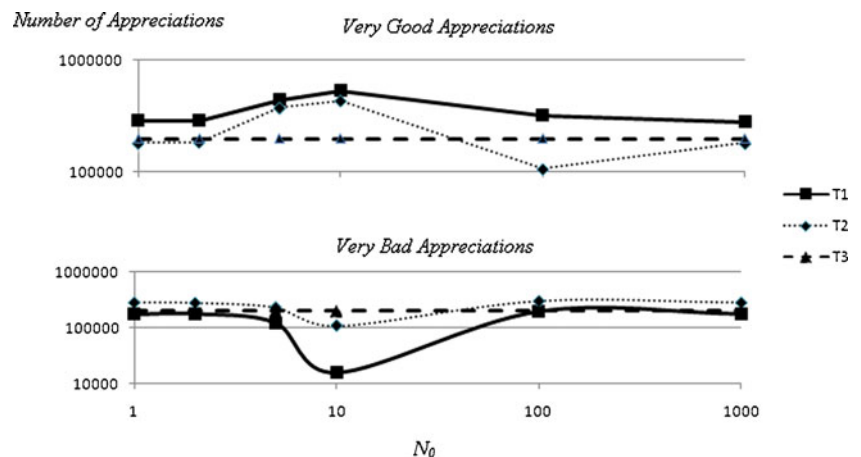 Number of Appreciations
Very Good Appreciations
1000000
100000
T1
T2
T3
Very Bad Appreciations
1000000
100000
10000
1 10 100 1000
N₀